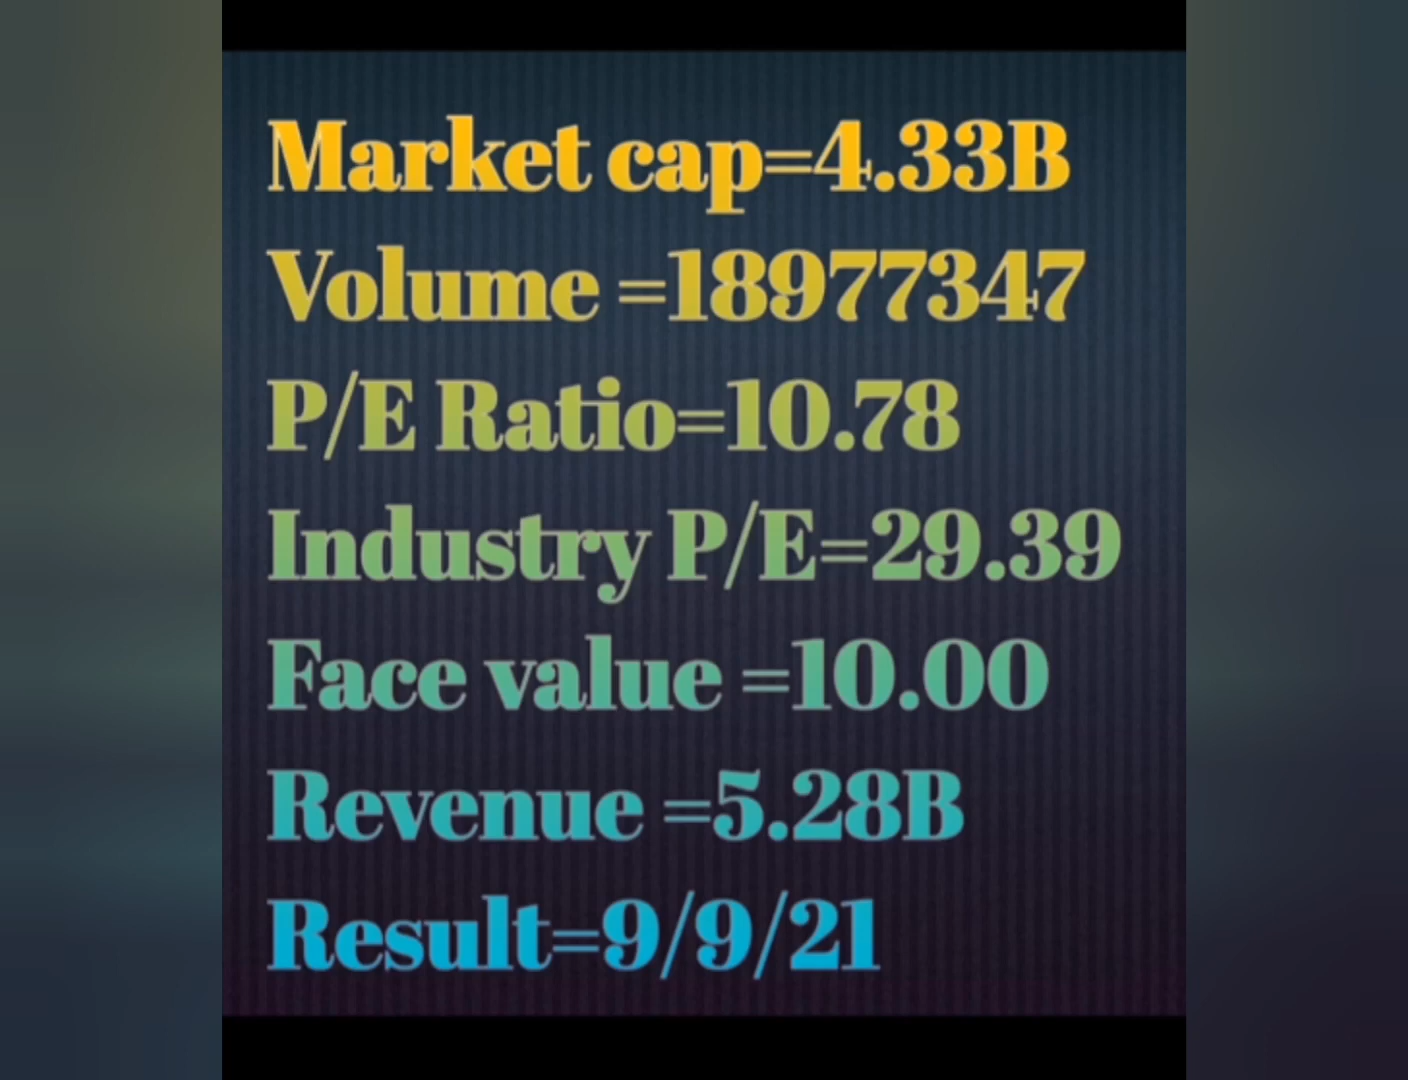 Market cap=4.33B
Volume =18977347
P/E Ratio=10.78
Industry P/E=29.39
Face value =10.00
Revenue =5.28B
Result=9/9/21